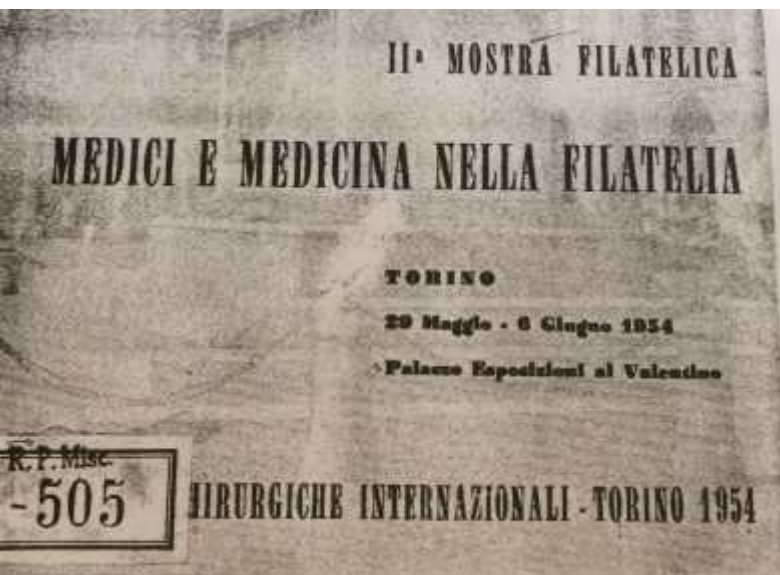 IIª MOSTRA FILATELICA
MEDICI E MEDICINA NELLA FILATELIA
TORINO
29 Maggio - 6 Giugno 1954
Palazzo Esposizioni al Valentino
R. P. Misc.
-505
HIRURGICHE INTERNAZIONALI - TORINO 1954